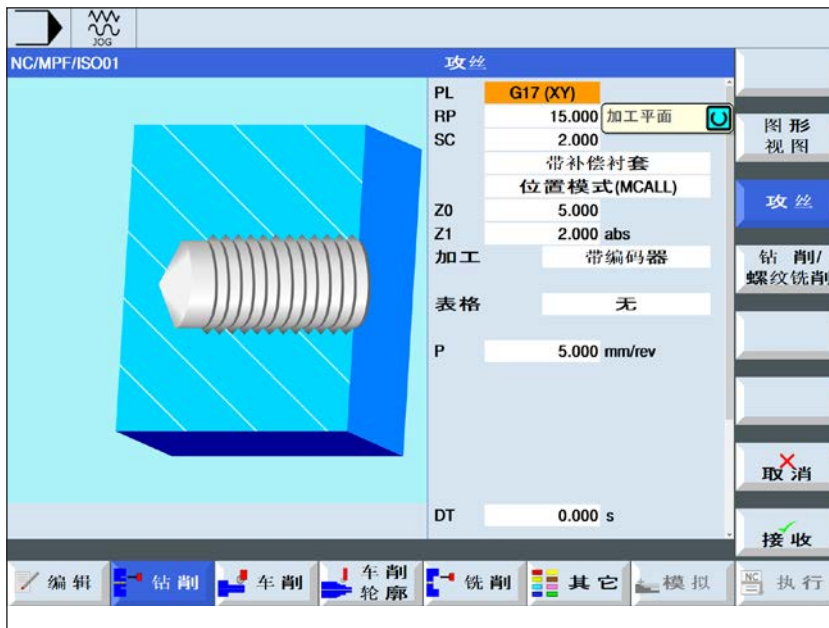 JOG
NC/MPF/ISO01
攻丝
PL G17 (XY)
RP 15.000 加工平面
SC 2.000
带补偿衬套
位置模式(MCALL)
Z0 5.000
Z1 2.000 abs
加工 带编码器
表格 无
P 5.000 mm/rev
DT 0.000 s
图形
视图
攻丝
钻削/
螺纹铣削
取消
接收
编辑
钻削
车削
车削
轮廓
铣削
其它
模拟
NC
执行